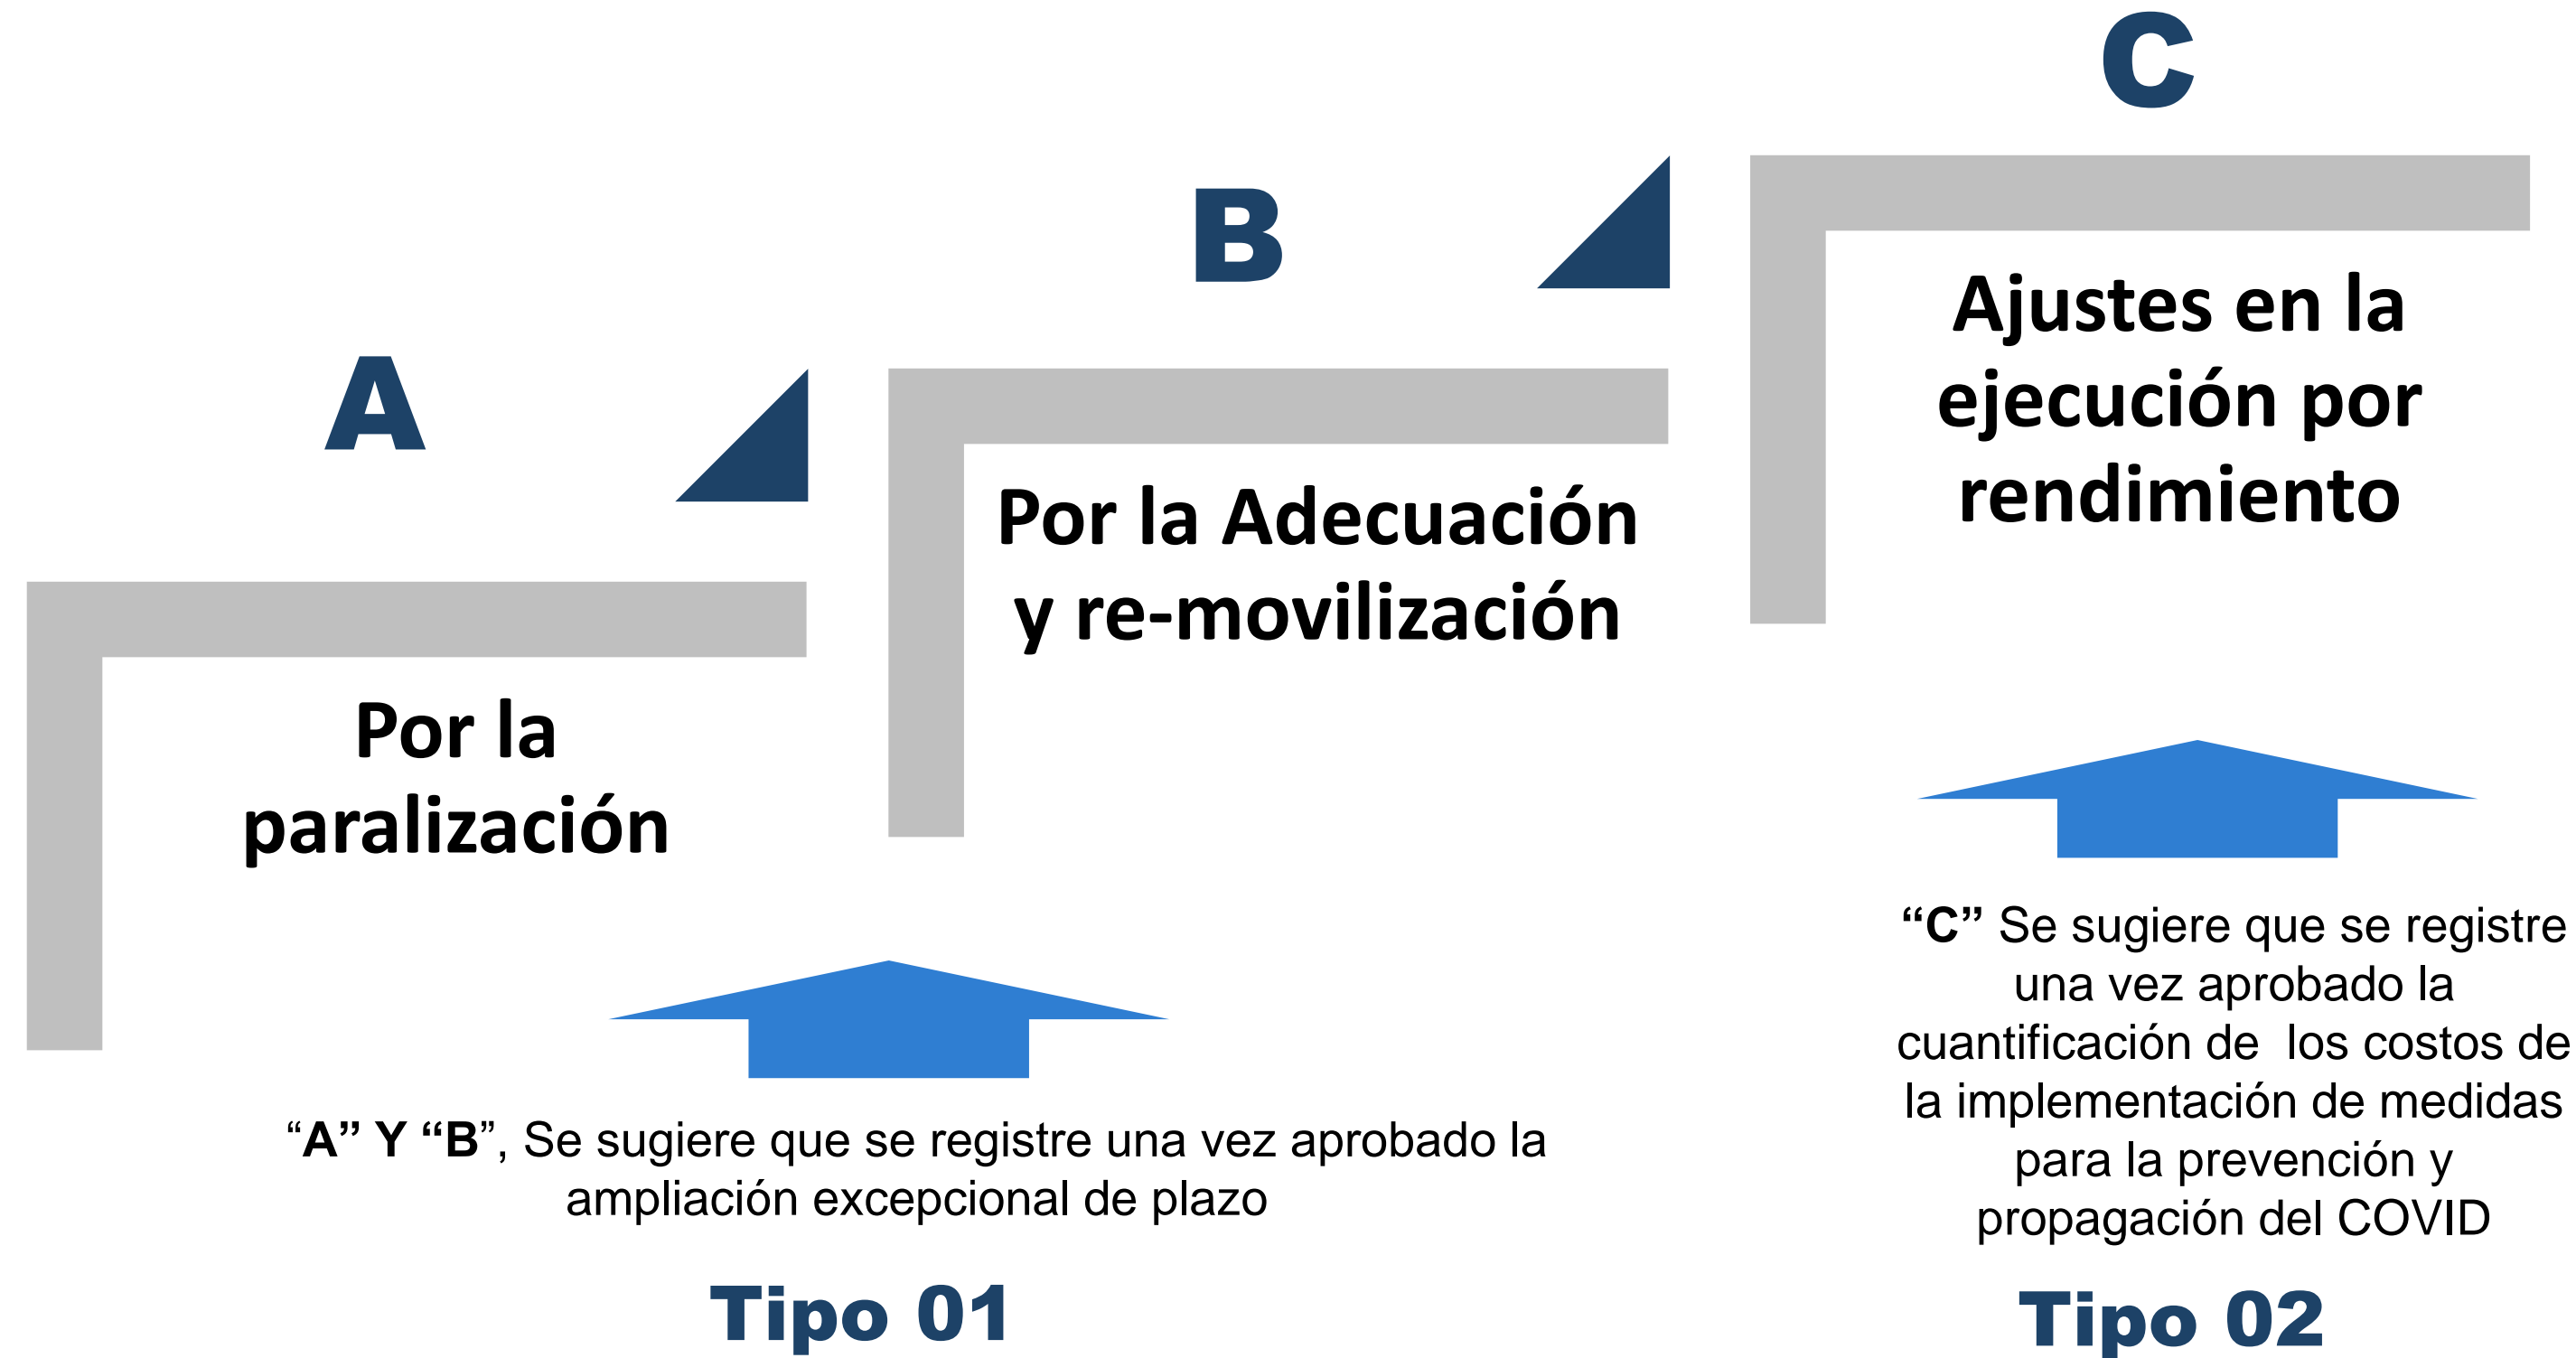 A
Por la
paralización
B
Por la Adecuación
y re-movilización
C
Ajustes en la
ejecución por
rendimiento
“A” Y “B”, Se sugiere que se registre una vez aprobado la
ampliación excepcional de plazo
Tipo 01
“C” Se sugiere que se registre
una vez aprobado la
cuantificación de  los costos de
la implementación de medidas
para la prevención y
propagación del COVID
Tipo 02